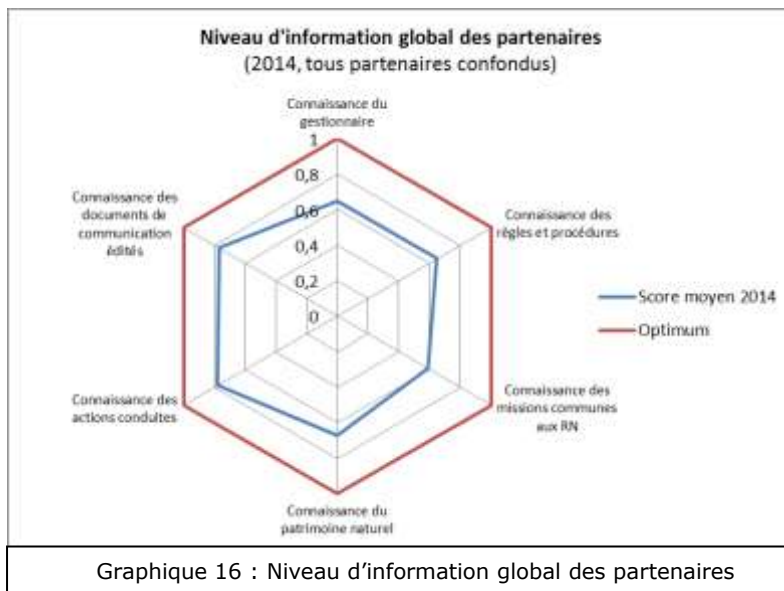 Niveau d'information global des partenaires
(2014, tous partenaires confondus)
Connaissance du
gestionnaire
1
0,8
0,6
0,4
0,2
0
Connaissance des
règles et procédures
Connaissance des
missions communes
aux RN
Connaissance du
patrimoine naturel
Connaissance des
actions conduites
Connaissance des
documents de
communication
édités
Score moyen 2014
Optimum
Graphique 16 : Niveau d’information global des partenaires